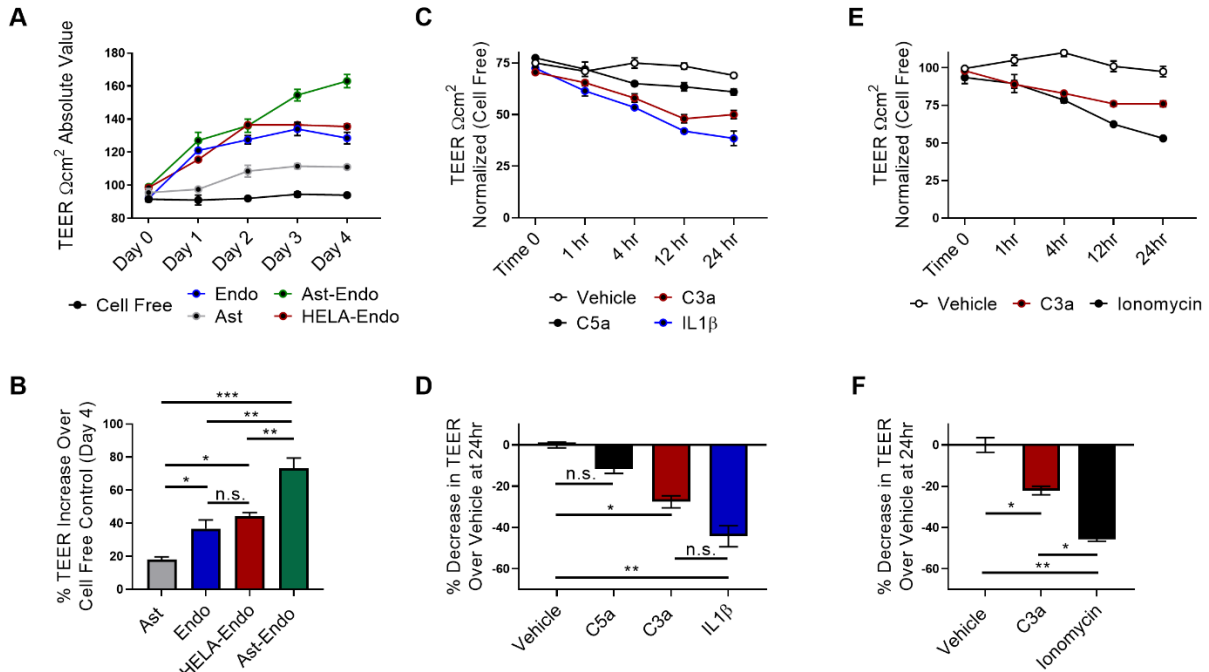 A
TEER Ωcm2 Absolute Value
180
160
140
120
100
80
Day 0
Day 1
Day 2
Day 3
Day 4
Cell Free
Endo
Ast
Ast-Endo
HELA-Endo
C
TEER Ωcm2
Normalized (Cell Free)
75
50
25
0
Time 0
1 hr
4 hr
12 hr
24 hr
Vehicle
C5a
C3a
IL1β
E
TEER Ωcm2
Normalized (Cell Free)
100
75
50
25
0
Time 0
1hr
4hr
12hr
24hr
Vehicle
C3a
Ionomycin
B
% TEER Increase Over
Cell Free Control (Day 4)
100
80
60
40
20
0
***
**
**
*
*
n.s.
Ast
Endo
HELA-Endo
Ast-Endo
D
% Decrease in TEER
Over Vehicle at 24hr
0
-20
-40
-60
n.s.
*
n.s.
**
Vehicle
C5a
C3a
IL1β
F
% Decrease in TEER
Over Vehicle at 24hr
0
-20
-40
-60
*
*
**
Vehicle
C3a
Ionomycin